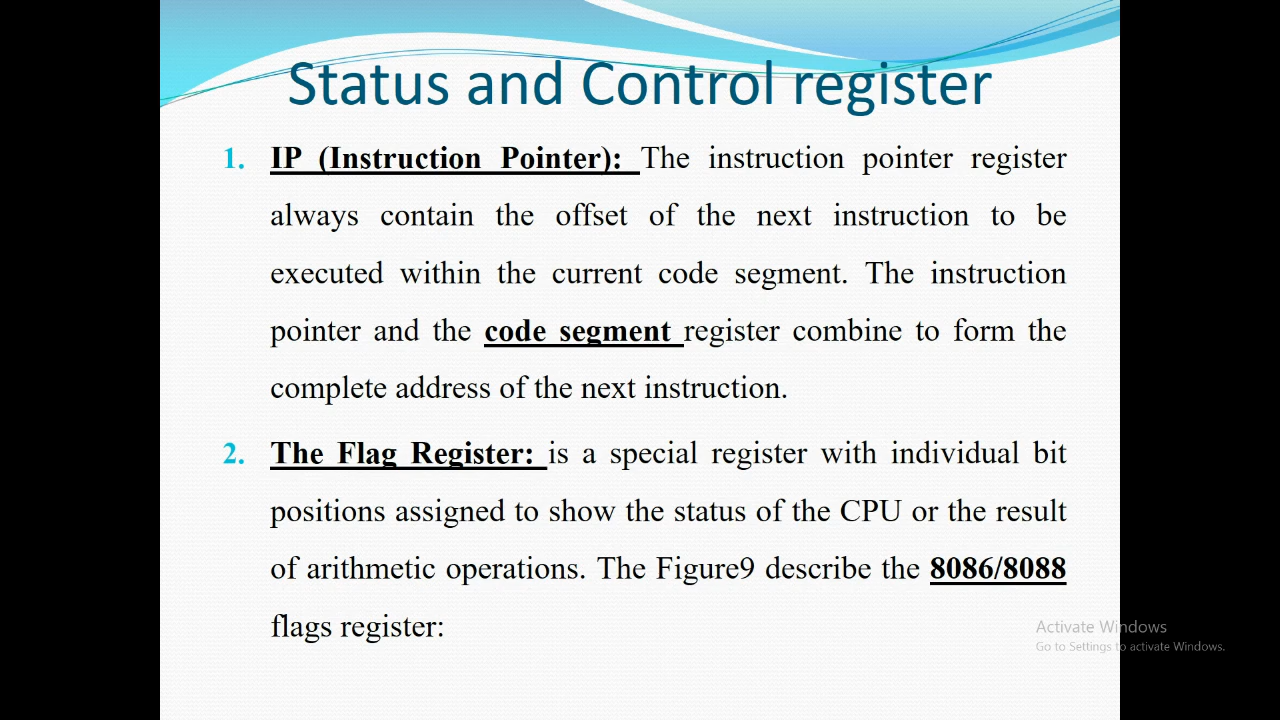 Status and Control register
1. IP (Instruction Pointer): The instruction pointer register
always contain the offset of the next instruction to be
executed within the current code segment. The instruction
pointer and the code segment register combine to form the
complete address of the next instruction.
2. The Flag Register: is a special register with individual bit
positions assigned to show the status of the CPU or the result
of arithmetic operations. The Figure9 describe the 8086/8088
flags register:
Activate Windows
Go to Settings to activate Windows.